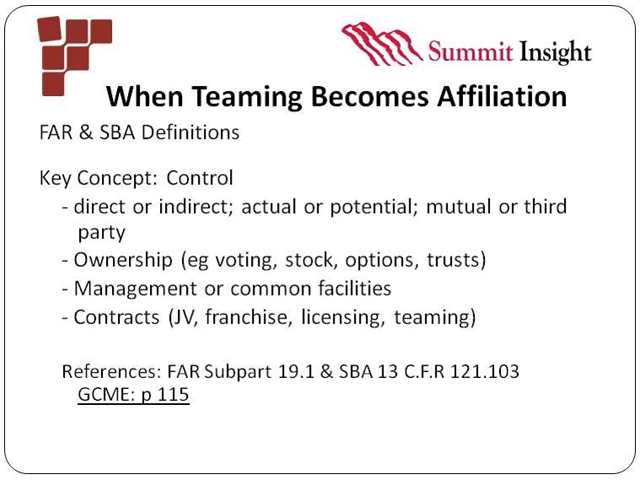 Summit Insight
When Teaming Becomes Affiliation
FAR & SBA Definitions
Key Concept: Control
- direct or indirect; actual or potential; mutual or third
party
- Ownership (eg voting, stock, options, trusts)
- Management or common facilities
- Contracts (JV, franchise, licensing, teaming)
References: FAR Subpart 19.1 & SBA 13 C.F.R 121.103
GCME: p 115